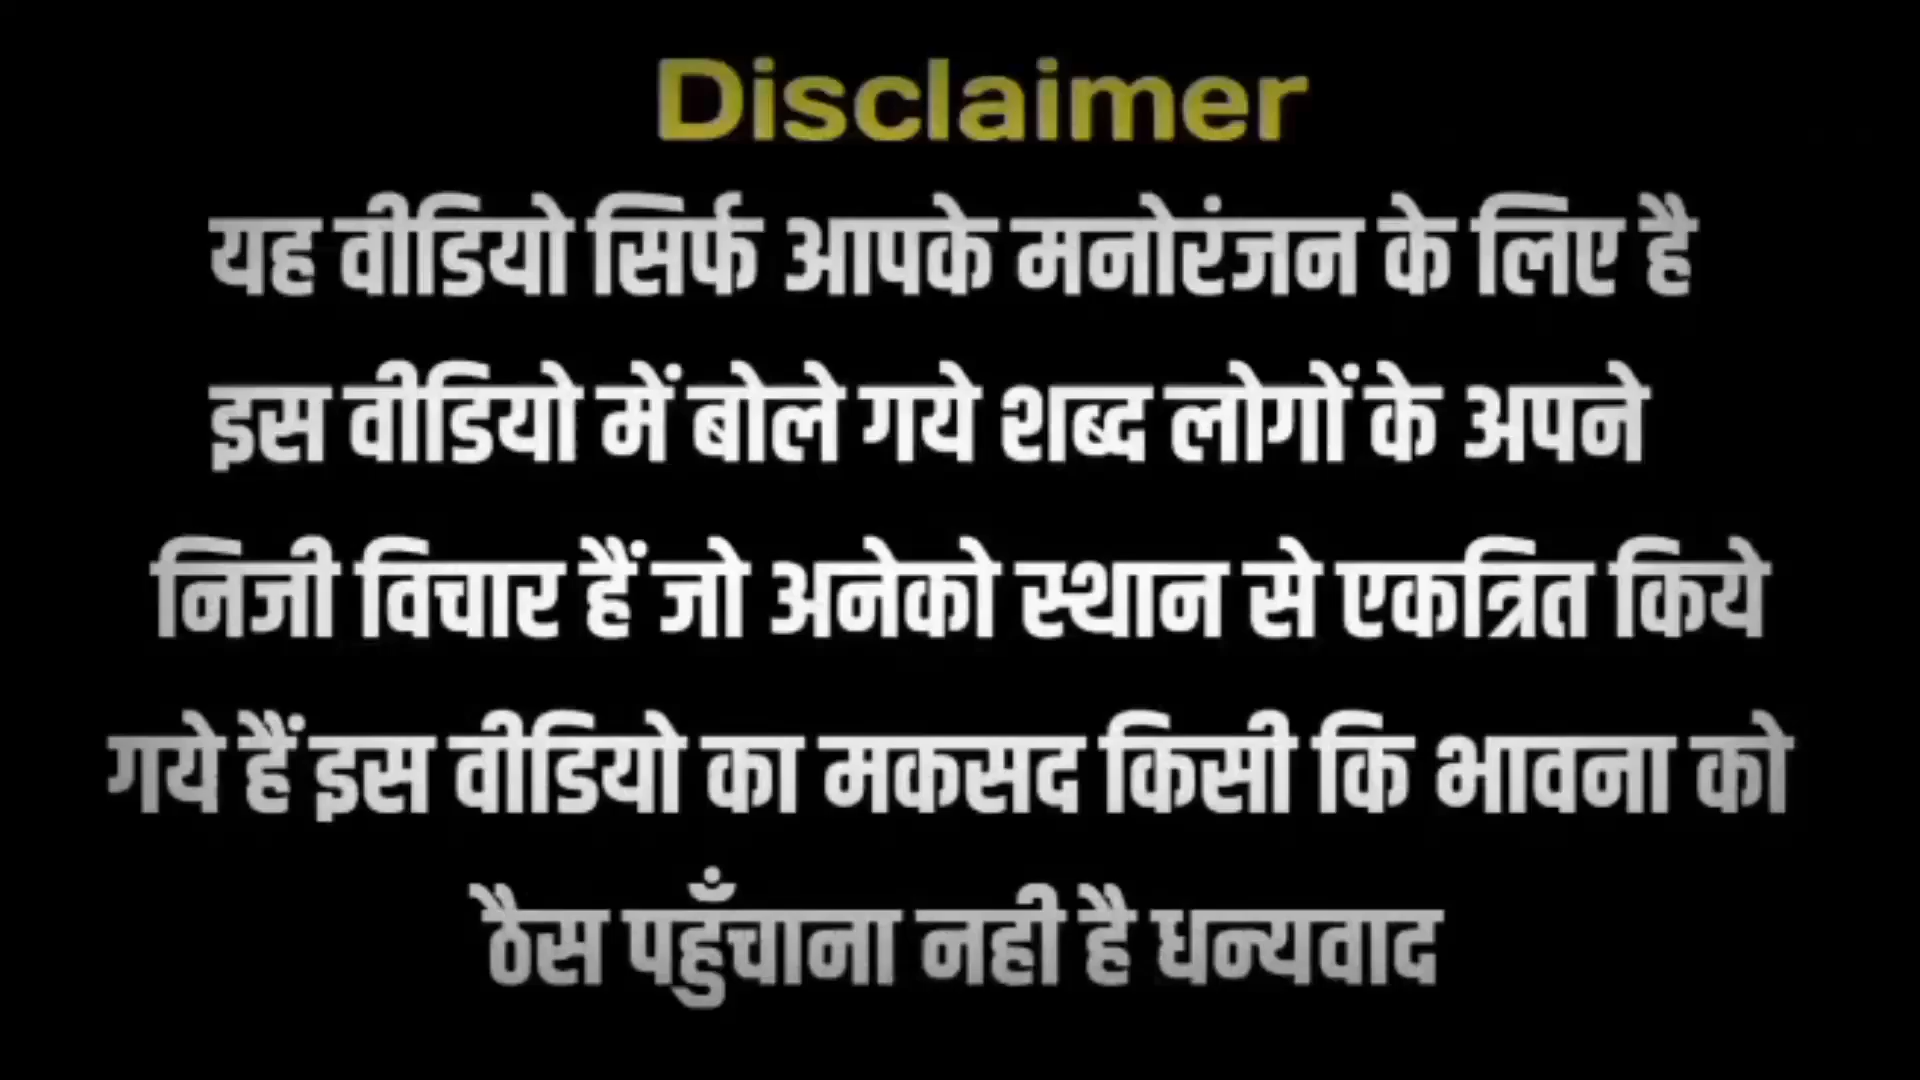 Disclaimer
यह वीडियो सिर्फ आपके मनोरंजन के लिए है
इस वीडियो में बोले गये शब्द लोगों के अपने
निजी विचार हैं जो अनेको स्थान से एकत्रित किये
गये हैं इस वीडियो का मकसद किसी कि भावना को
ठैस पहुँचाना नही है धन्यवाद